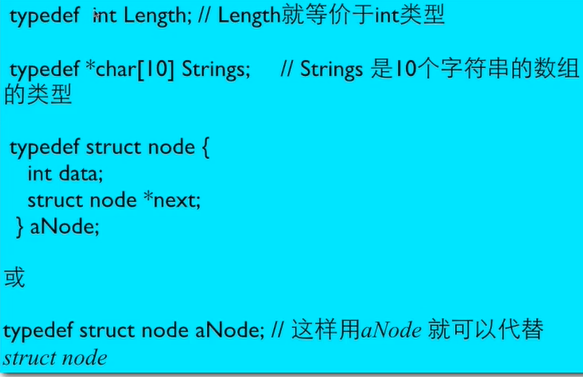 typedef int Length; // Length就等价于int类型
typedef *char[10] Strings; // Strings 是10个字符串的数组
的类型
typedef struct node {
int data;
struct node *next;
} aNode;
或
typedef struct node aNode; // 这样用aNode 就可以代替
struct node